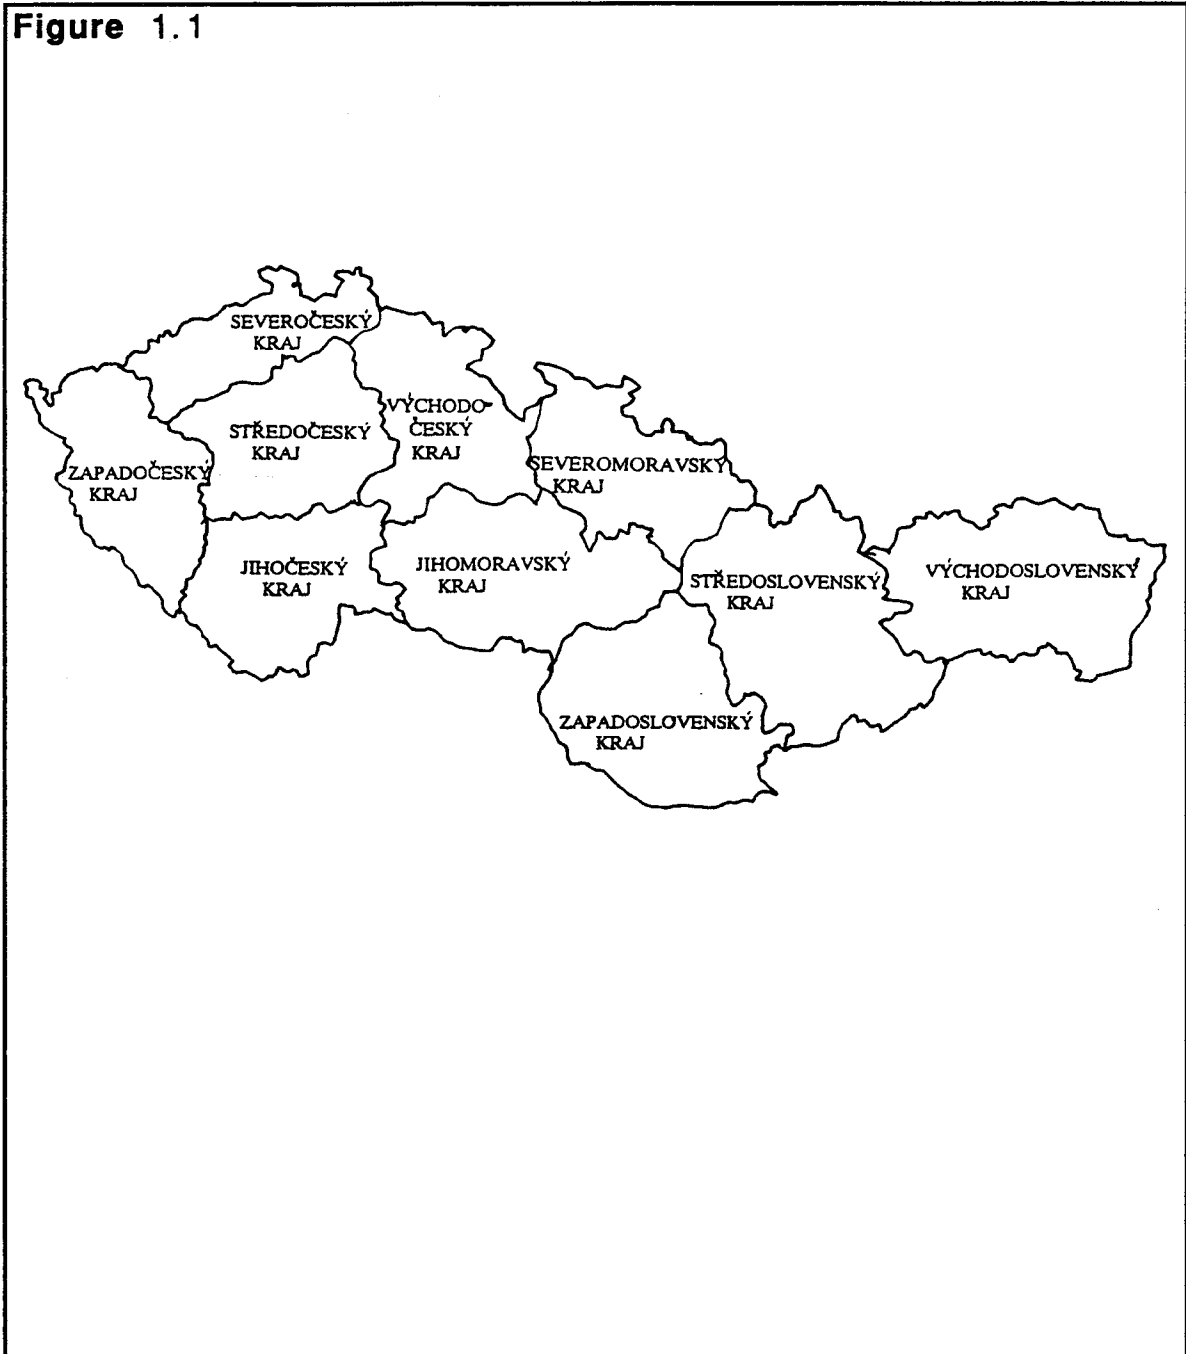 Figure 1.1
SEVEROČESKÝ
KRAJ
VÝCHODO-
ČESKÝ
KRAJ
STŘEDOČESKÝ
KRAJ
ZAPADOČESKÝ
KRAJ
SEVEROMORAVSKÝ
KRAJ
JIHOČESKÝ
KRAJ
JIHOMORAVSKÝ
KRAJ
STŘEDOSLOVENSKÝ
KRAJ
VÝCHODOSLOVENSKÝ
KRAJ
ZAPADOSLOVENSKÝ
KRAJ